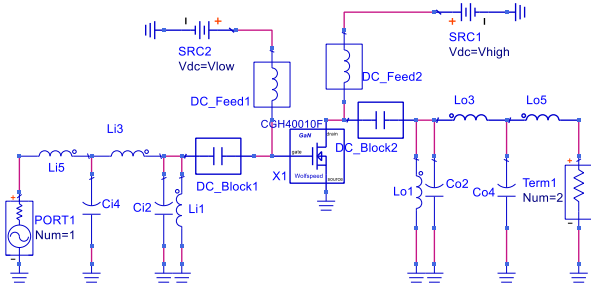 SRC2
Vdc=Vlow
SRC1
Vdc=Vhigh
DC_Feed1
DC_Feed2
CGH40010F
GaN
drain
gate
Wolfspeed
source
X1
DC_Block1
DC_Block2
Li5
Li3
Ci4
Ci2
Li1
PORT1
Num=1
Lo3
Lo5
Lo1
Co2
Co4
Term1
Num=2